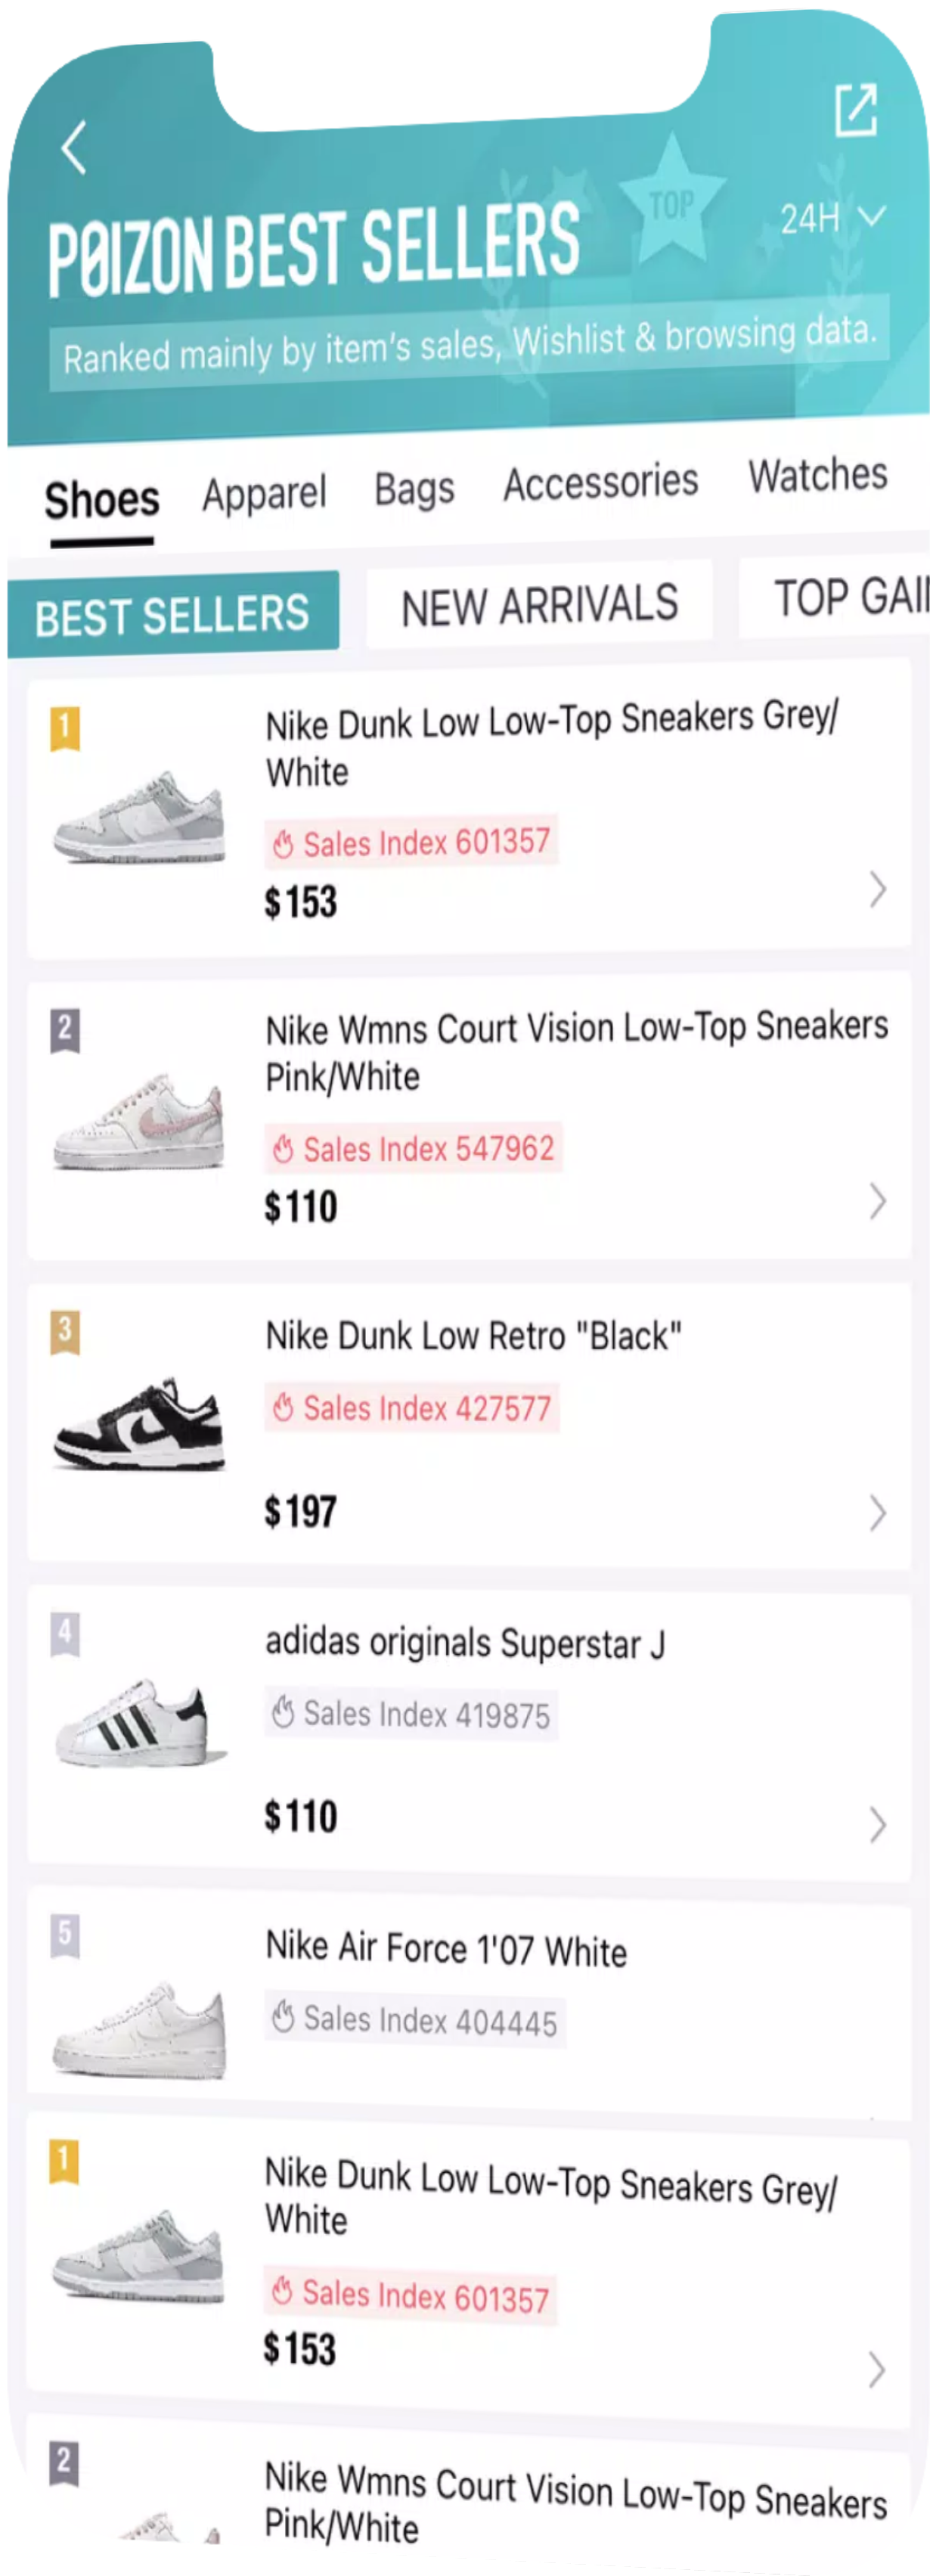 TOP
24H
PØIZON BEST SELLERS
Ranked mainly by item's sales, Wishlist & browsing data.
Shoes Apparel Bags Accessories Watches
BEST SELLERS NEW ARRIVALS TOP GAI
1
Nike Dunk Low Low-Top Sneakers Grey/
White
Sales Index 601357
$153
2
Nike Wmns Court Vision Low-Top Sneakers
Pink/White
Sales Index 547962
$110
3
Nike Dunk Low Retro "Black"
Sales Index 427577
$197
4
adidas originals Superstar J
Sales Index 419875
$110
5
Nike Air Force 1'07 White
Sales Index 404445
1
Nike Dunk Low Low-Top Sneakers Grey/
White
Sales Index 601357
$153
2
Nike Wmns Court Vision Low-Top Sneakers
Pink/White